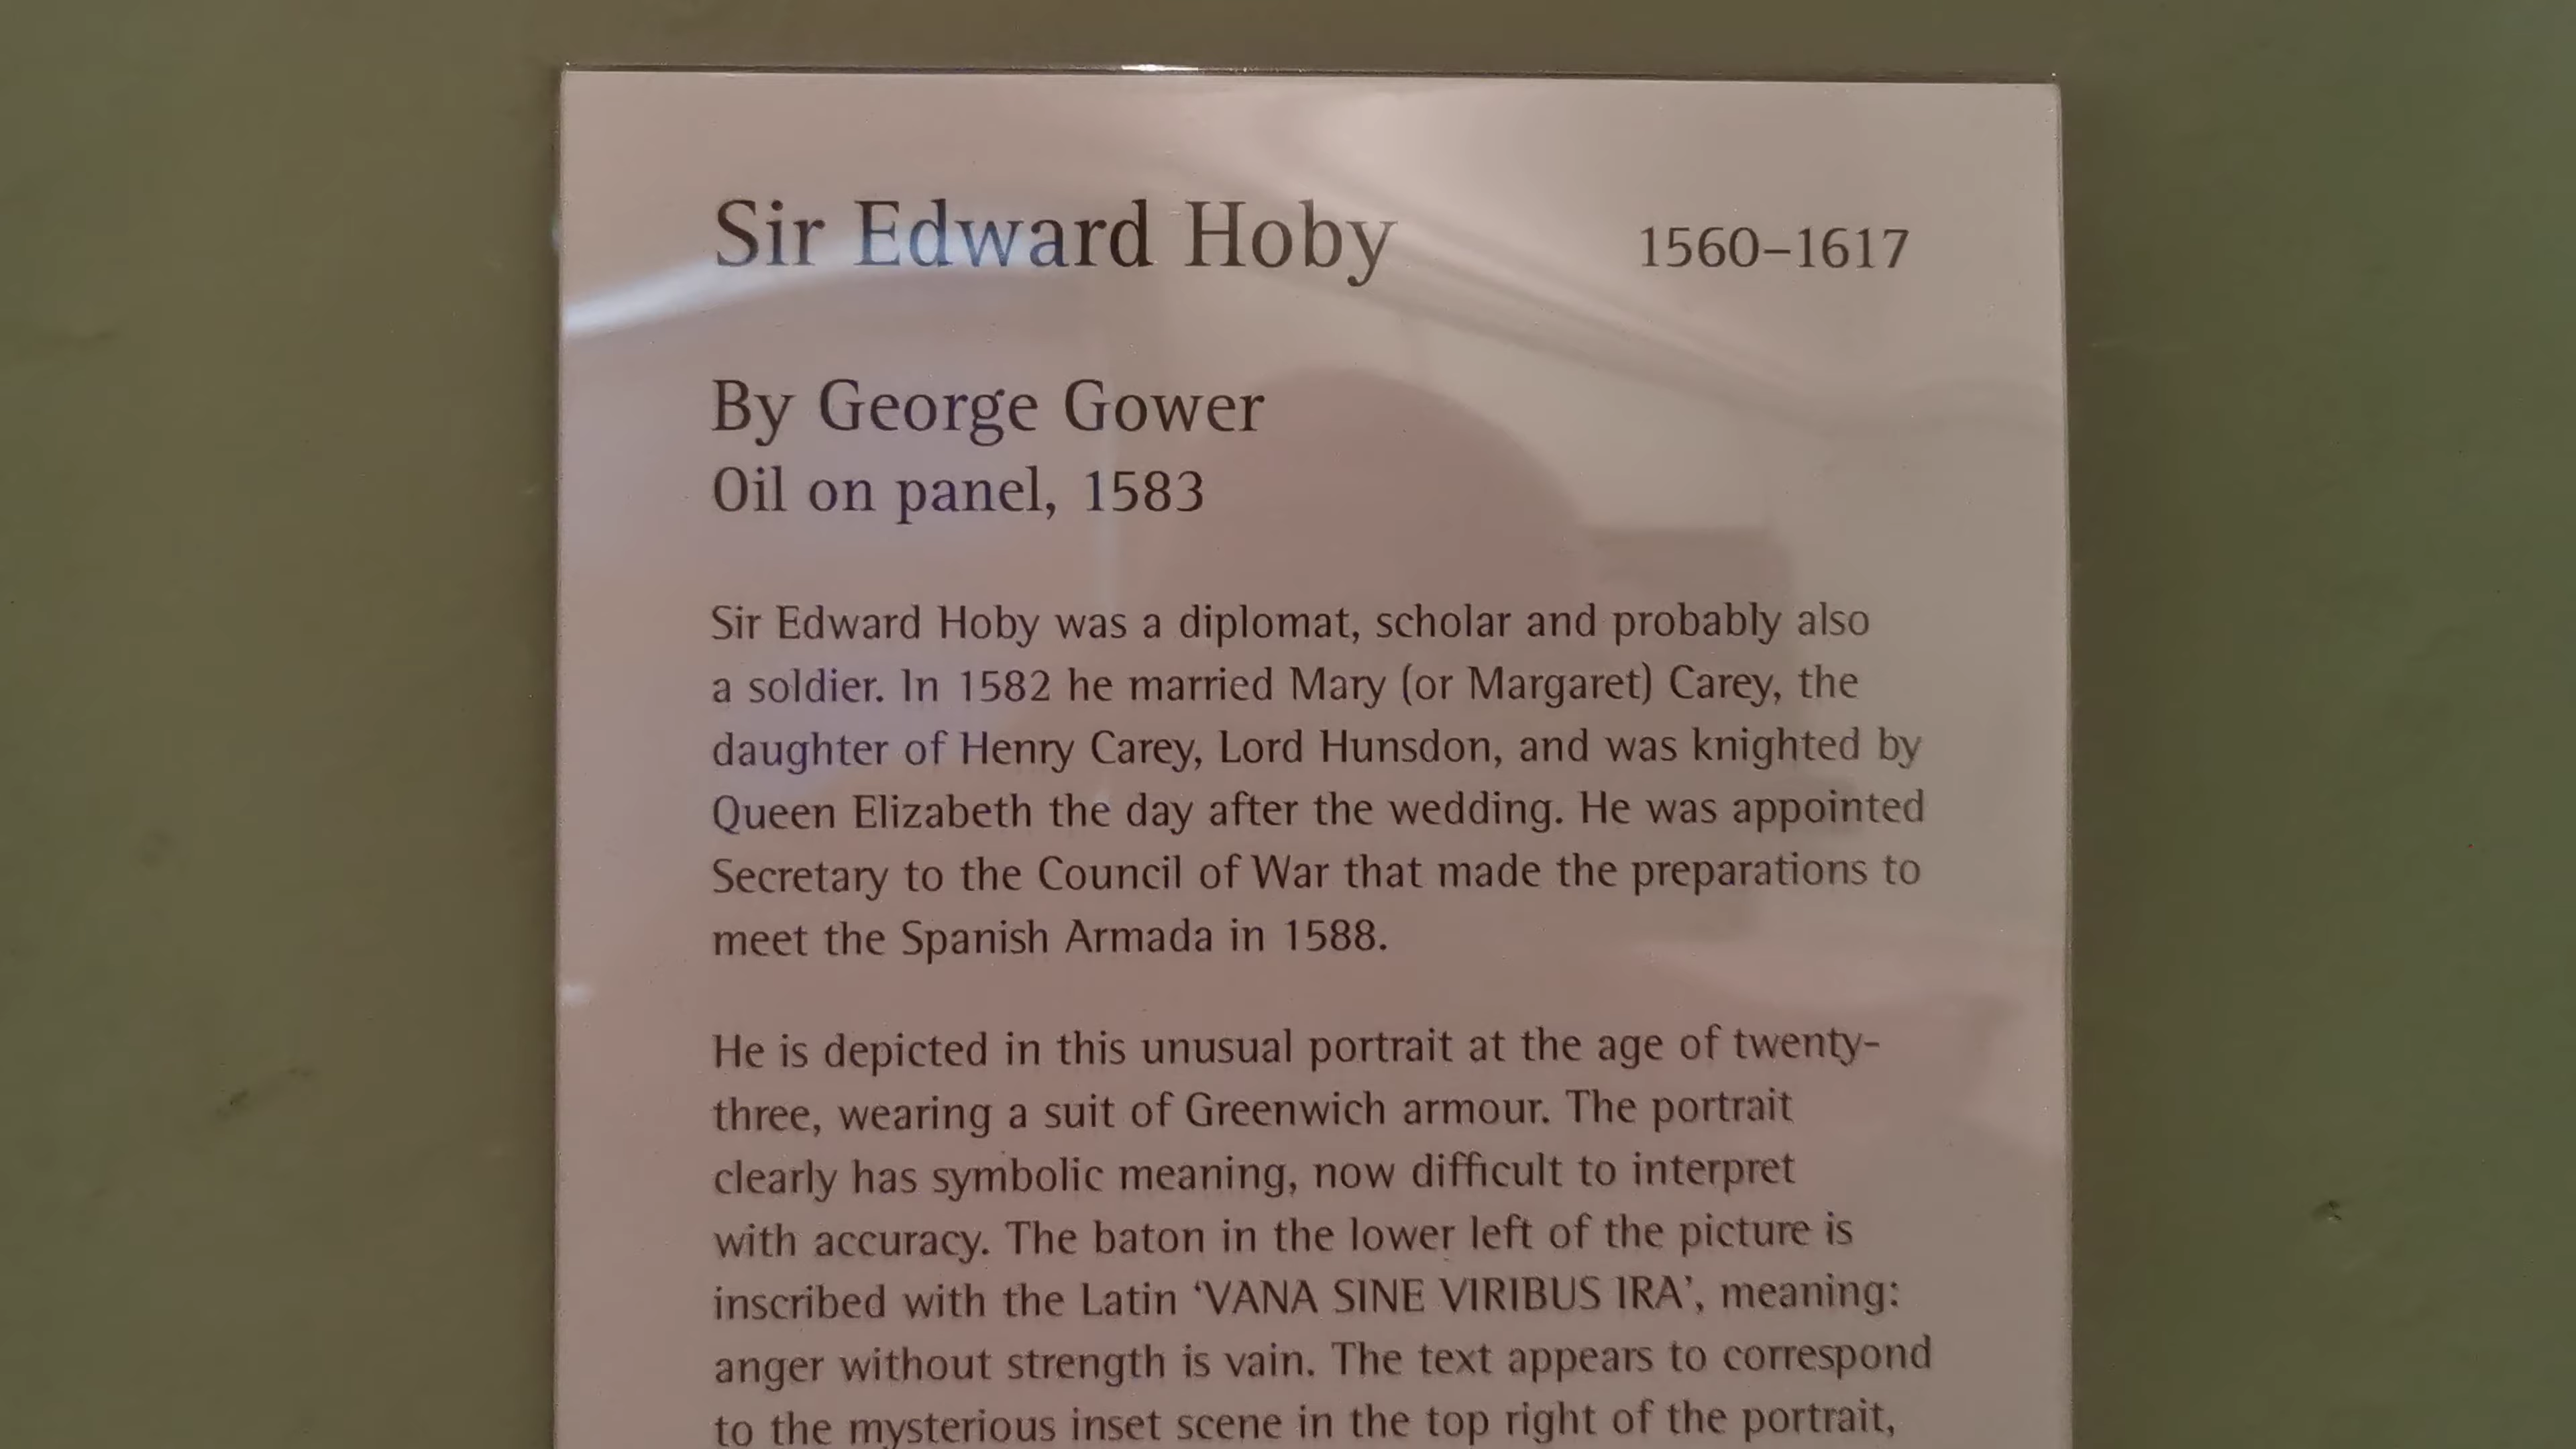 Sir Edward Hoby 1560–1617
By George Gower
Oil on panel, 1583
Sir Edward Hoby was a diplomat, scholar and probably also
a soldier. In 1582 he married Mary (or Margaret) Carey, the
daughter of Henry Carey, Lord Hunsdon, and was knighted by
Queen Elizabeth the day after the wedding. He was appointed
Secretary to the Council of War that made the preparations to
meet the Spanish Armada in 1588.
He is depicted in this unusual portrait at the age of twenty-
three, wearing a suit of Greenwich armour. The portrait
clearly has symbolic meaning, now difficult to interpret
with accuracy. The baton in the lower left of the picture is
inscribed with the Latin ‘VANA SINE VIRIBUS IRA’, meaning:
anger without strength is vain. The text appears to correspond
to the mysterious inset scene in the top right of the portrait,